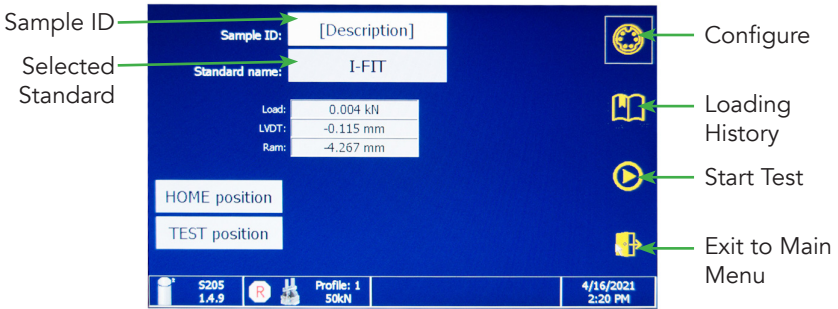 Sample ID
Selected
Standard
Sample ID:
[Description]
Standard name:
I-FIT
Load:
0.004 kN
LVDT:
-0.115 mm
Ram:
-4.267 mm
HOME position
TEST position
S205
1.4.9
R
Profile: 1
50kN
4/16/2021
2:20 PM
Configure
Loading
History
Start Test
Exit to Main
Menu